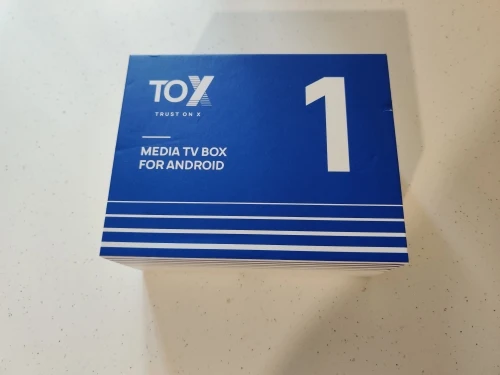 TOX
TRUST ON X
MEDIA TV BOX
FOR ANDROID
1